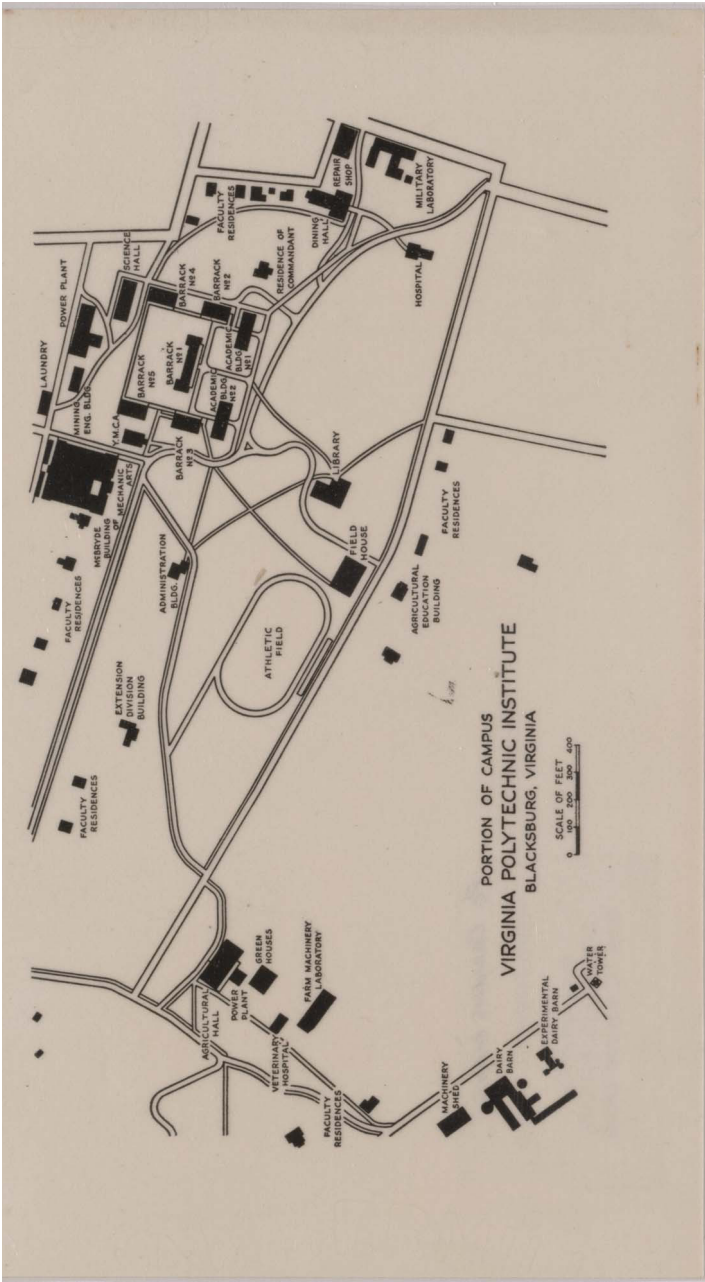 FACULTY
RESIDENCES
EXTENSION
DIVISION
BUILDING
FACULTY RESIDENCES
McBRYDE
BUILDING
OF MECHANIC
ARTS
LAUNDRY
MINING
ENG. BLDG.
POWER PLANT
Y.M.C.A.
SCIENCE
HALL
BARRACK
Nº5
BARRACK
Nº1
BARRACK
Nº4
BARRACK
Nº3
BARRACK
Nº2
ACADEMIC
BLDG
Nº2
ACADEMIC
BLDG
Nº1
FACULTY
RESIDENCES
RESIDENCE OF
COMMANDANT
DINING
HALL
REPAIR
SHOP
MILITARY
LABORATORY
HOSPITAL
ADMINISTRATION
BLDG.
ATHLETIC
FIELD
LIBRARY
FIELD
HOUSE
AGRICULTURAL
EDUCATION
BUILDING
FACULTY
RESIDENCES
AGRICULTURAL
HALL
POWER
PLANT
GREEN
HOUSES
FARM MACHINERY
LABORATORY
VETERINARY
HOSPITAL
FACULTY
RESIDENCES
MACHINERY
SHED
DAIRY
BARN
EXPERIMENTAL
DAIRY BARN
WATER
TOWER
PORTION OF CAMPUS
VIRGINIA POLYTECHNIC INSTITUTE
BLACKSBURG, VIRGINIA
SCALE OF FEET
0 100 200 300 400